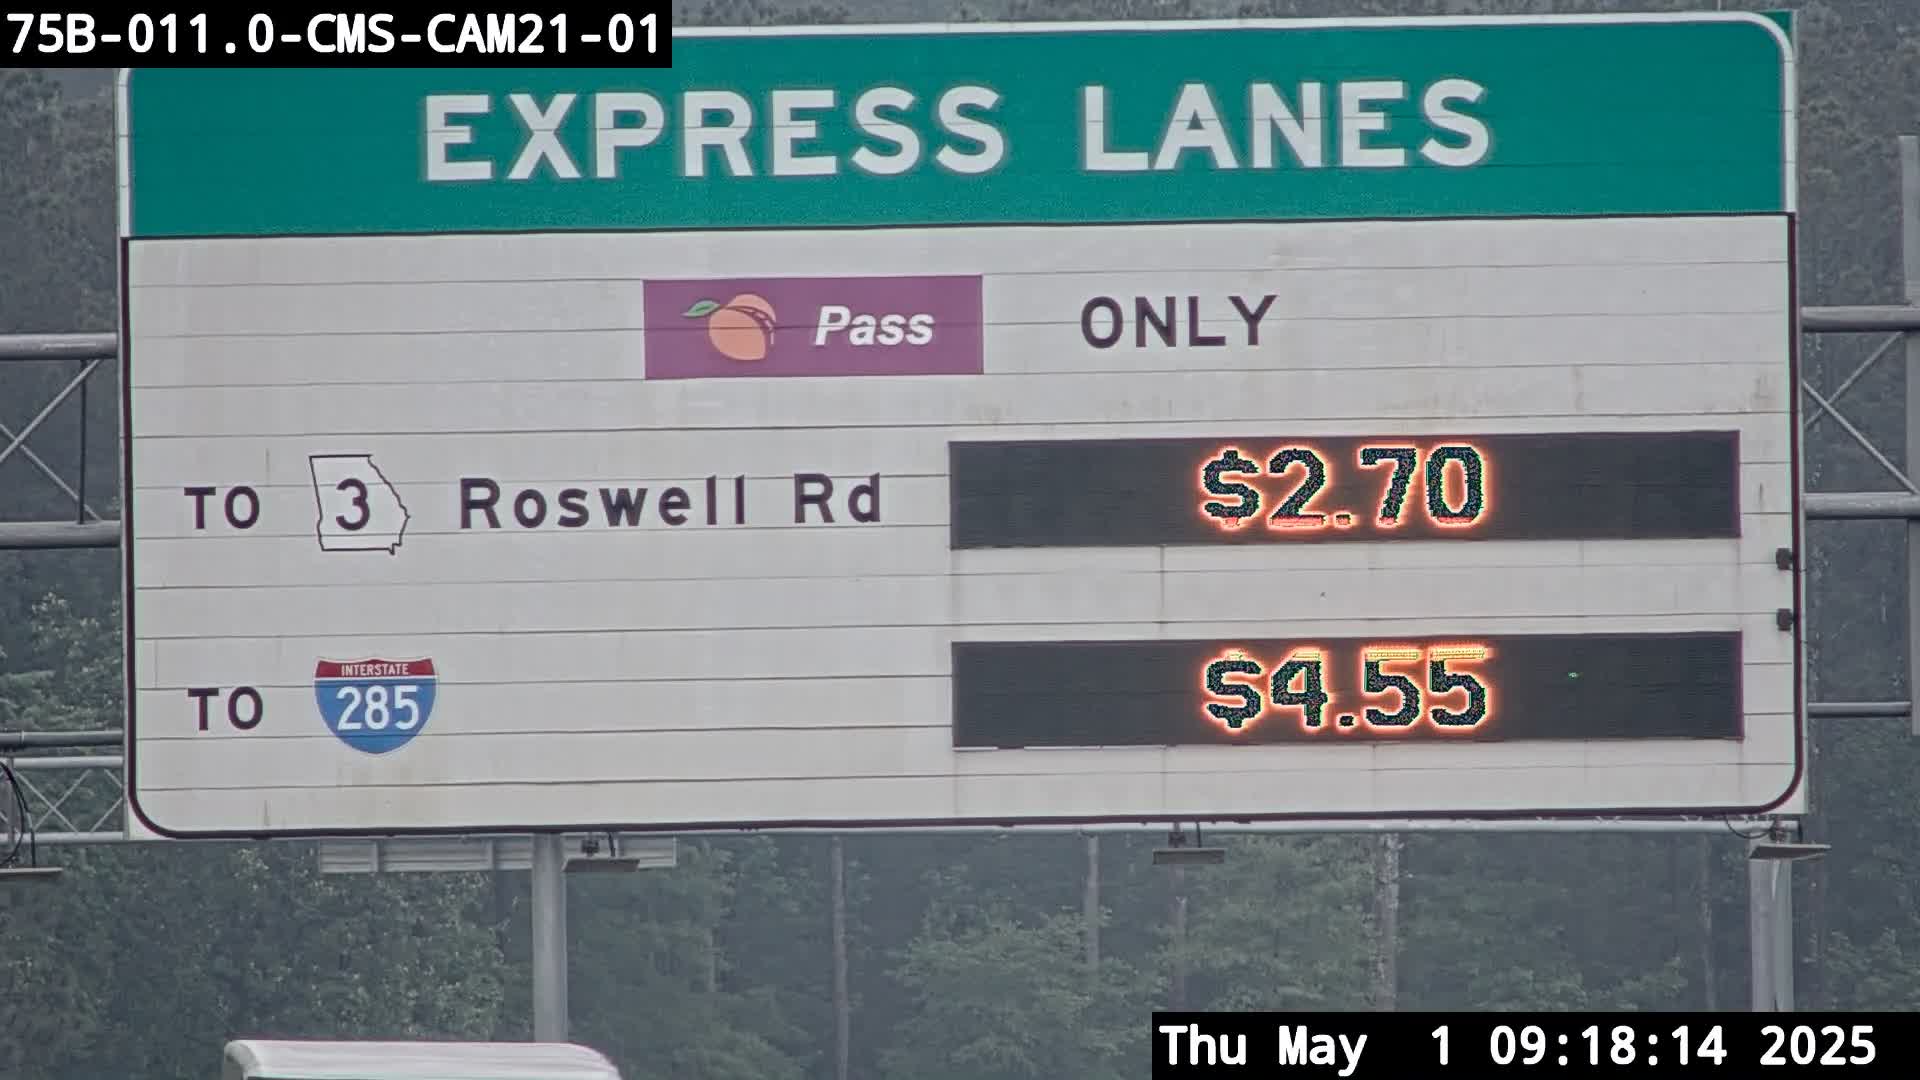 75B-011.0-CMS-CAM21-01
EXPRESS LANES
Pass ONLY
TO 3 Roswell Rd $2.70
INTERSTATE
TO 285 $4.55
Thu May 1 09:18:14 2025